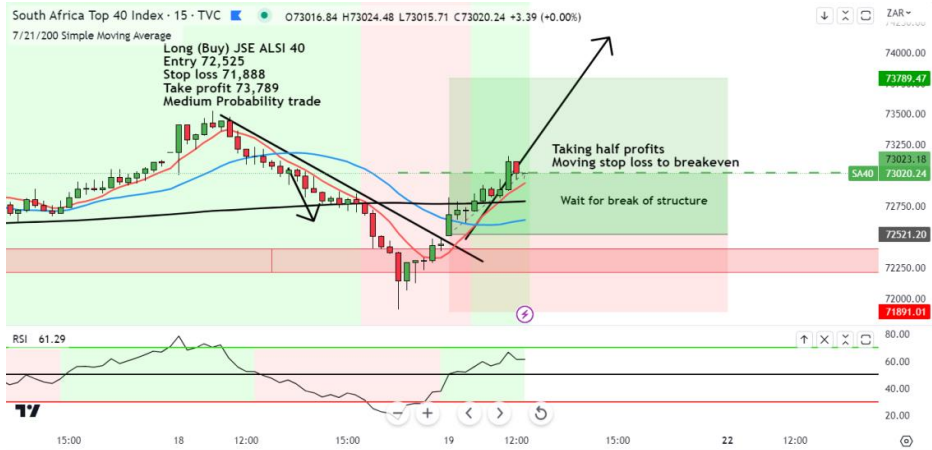 South Africa Top 40 Index · 15 · TVC O73016.84 H73024.48 L73015.71 C73020.24 +3.39 (+0.00%)
ZAR
7/21/200 Simple Moving Average
Long (Buy) JSE ALSI 40
Entry 72,525
Stop loss 71,888
Take profit 73,789
Medium Probability trade
74000.00
73789.47
73500.00
73250.00
Taking half profits
Moving stop loss to breakeven
73023.18
SA40 73020.24
Wait for break of structure
72750.00
72521.20
72250.00
72000.00
71891.01
RSI 61.29
80.00
60.00
40.00
20.00
15:00 18 12:00 15:00 19 12:00 15:00 22 12:00